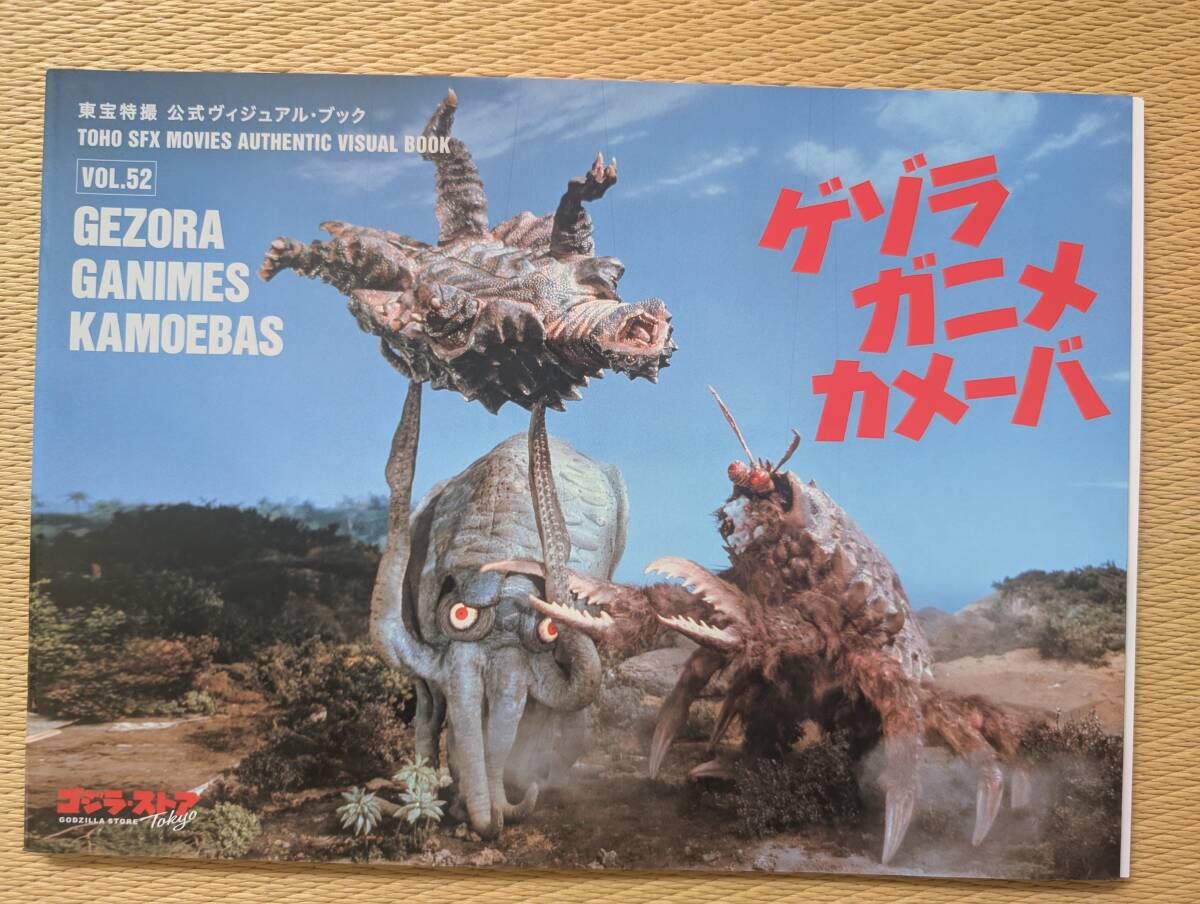 東宝特撮 公式ヴィジュアル・ブック
TOHO SFX MOVIES AUTHENTIC VISUAL BOOK
VOL.52
GEZORA
GANIMES
KAMOEBAS
ゲゾラ
ガニメ
カメーバ
ゴジラ・ストア
GODZILLA STORE Tokyo